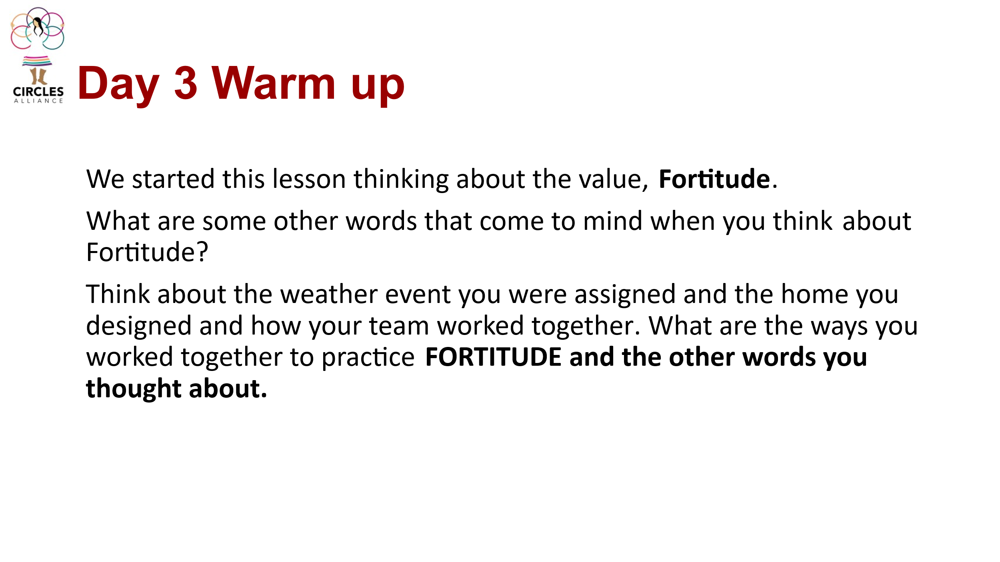 CIRCLES
ALLIANCE
Day 3 Warm up
We started this lesson thinking about the value, Fortitude.
What are some other words that come to mind when you think about
Fortitude?
Think about the weather event you were assigned and the home you
designed and how your team worked together. What are the ways you
worked together to practice FORTITUDE and the other words you
thought about.